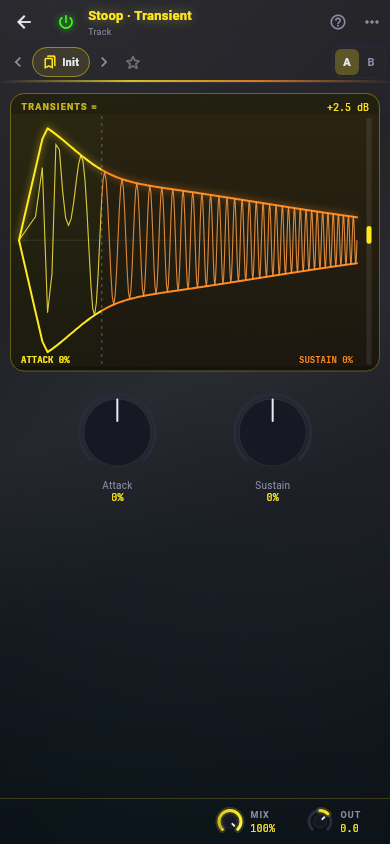 Stoop · Transient
Track
Init
A
B
TRANSIENTS ≈
+2.5 dB
ATTACK 0%
SUSTAIN 0%
Attack
0%
Sustain
0%
MIX
100%
OUT
0.0